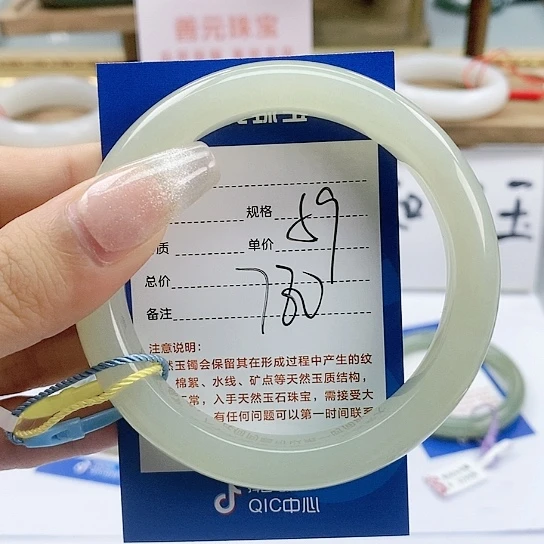 善元珠宝
规格 59
质 单价
总价 780
备注
注意说明：
然玉镯会保留其在形成过程中产生的纹
棉絮、水线、矿点等天然玉质结构，
常，入手天然玉石珠宝，需接受大
有任何问题可以第一时间联系
QIC中心
和
玉